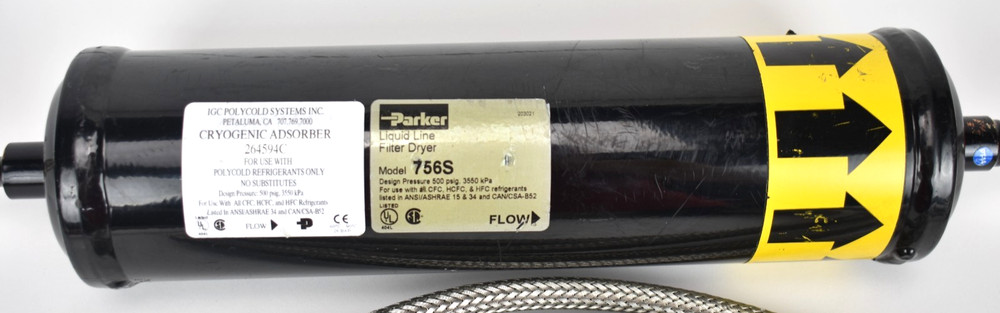 IGC POLYCOLD SYSTEMS INC.
PETALUMA, CA 707.769.7000
CRYOGENIC ADSORBER
264594C
FOR USE WITH
POLYCOLD REFRIGERANTS ONLY
NO SUBSTITUTES
Design Pressure: 500 psig, 3550 kPa
For Use With All CFC, HCFC, and HFC Refrigerants
Listed in ANSI/ASHRAE 34 and CAN/CSA-B52
UL
FLOW
CE
Parker
203021
Liquid Line
Filter Dryer
Model 756S
Design Pressure 500 psig, 3550 kPa
For use with all CFC, HCFC, & HFC refrigerants
listed in ANSI/ASHRAE 15 & 34 and CAN/CSA-B52
LISTED
UL
FLOW